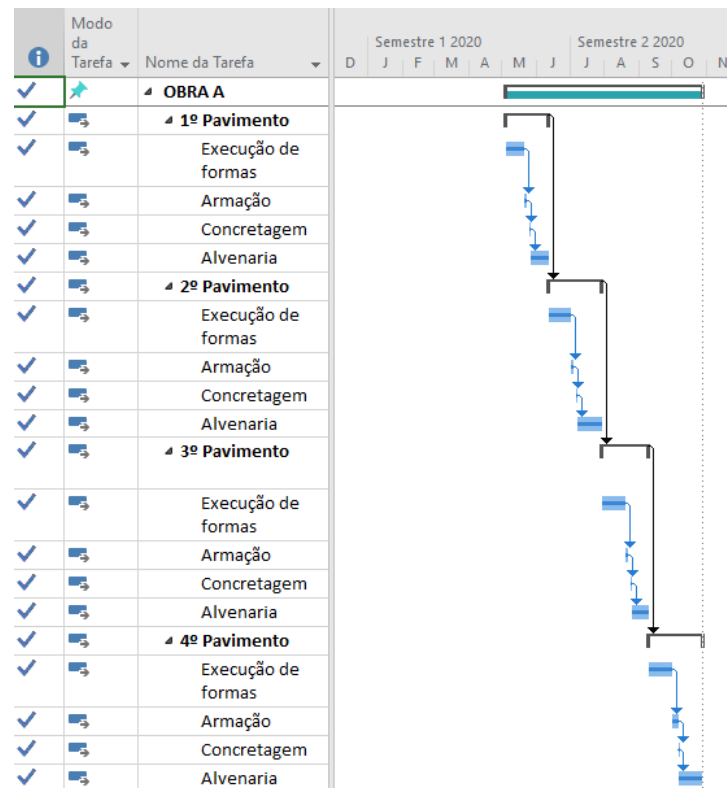 Modo
da
Tarefa
Nome da Tarefa
Semestre 1 2020
Semestre 2 2020
D J F M A M J J A S O N
OBRA A
1º Pavimento
Execução de
formas
Armação
Concretagem
Alvenaria
2º Pavimento
Execução de
formas
Armação
Concretagem
Alvenaria
3º Pavimento
Execução de
formas
Armação
Concretagem
Alvenaria
4º Pavimento
Execução de
formas
Armação
Concretagem
Alvenaria